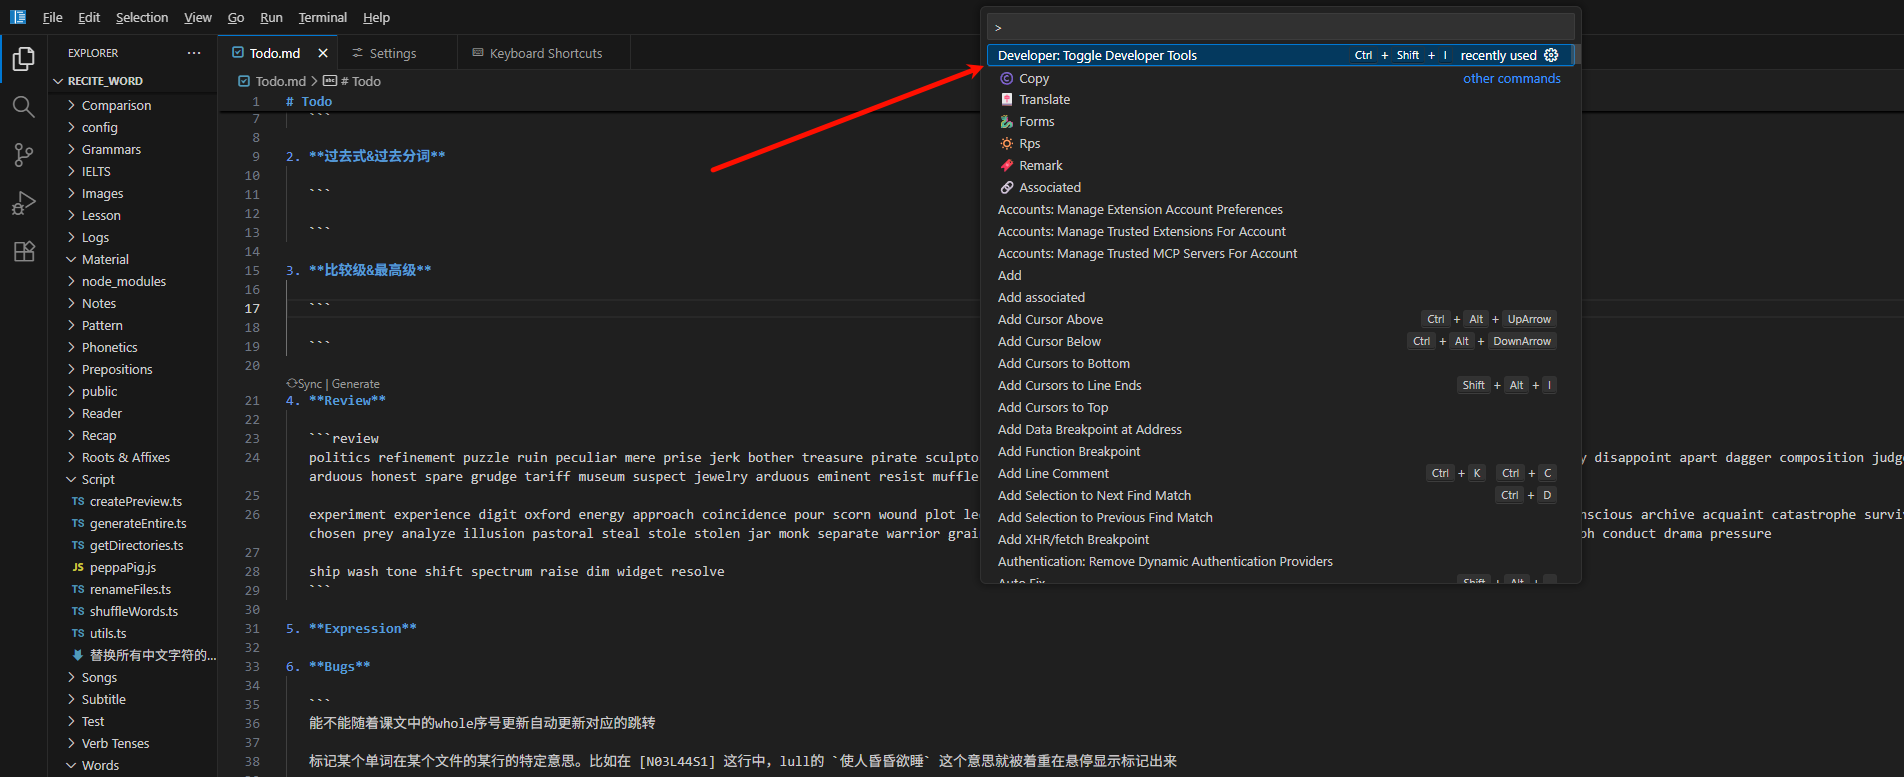 File Edit Selection View Go Run Terminal Help
EXPLORER ···
RECITE_WORD
Comparison
config
Grammars
IELTS
Images
Lesson
Logs
Material
node_modules
Notes
Pattern
Phonetics
Prepositions
public
Reader
Recap
Roots & Affixes
Script
TS createPreview.ts
TS generateEntire.ts
TS getDirectories.ts
JS peppaPig.js
TS renameFiles.ts
TS shuffleWords.ts
TS utils.ts
替换所有中文字符的...
Songs
Subtitle
Test
Verb Tenses
Words
Todo.md Settings Keyboard Shortcuts
Todo.md > abc # Todo
1 # Todo
7 ```
8
9 2. **过去式&过去分词**
10
11 ```
12
13 ```
14
15 3. **比较级&最高级**
16
17 ```
18
19 ```
20
Sync | Generate
21 4. **Review**
22
23 ```review
24 politics refinement puzzle ruin peculiar mere prise jerk bother treasure pirate sculpto disappoint apart dagger composition judge
arduous honest spare grudge tariff museum suspect jewelry arduous eminent resist muffle
25
26 experiment experience digit oxford energy approach coincidence pour scorn wound plot le nscious archive acquaint catastrophe survi
chosen prey analyze illusion pastoral steal stole stolen jar monk separate warrior grai ph conduct drama pressure
27
28 ship wash tone shift spectrum raise dim widget resolve
29 ```
30
31 5. **Expression**
32
33 6. **Bugs**
34
35 ```
36 能不能随着课文中的whole序号更新自动更新对应的跳转
37
38 标记某个单词在某个文件的某行的特定意思。比如在 [N03L44S1] 这行中，lull的 `使人昏昏欲睡` 这个意思就被着重在悬停显示标记出来
>
Developer: Toggle Developer Tools Ctrl + Shift + I recently used
Copy other commands
Translate
Forms
Rps
Remark
Associated
Accounts: Manage Extension Account Preferences
Accounts: Manage Trusted Extensions For Account
Accounts: Manage Trusted MCP Servers For Account
Add
Add associated
Add Cursor Above Ctrl + Alt + UpArrow
Add Cursor Below Ctrl + Alt + DownArrow
Add Cursors to Bottom
Add Cursors to Line Ends Shift + Alt + I
Add Cursors to Top
Add Data Breakpoint at Address
Add Function Breakpoint
Add Line Comment Ctrl + K Ctrl + C
Add Selection to Next Find Match Ctrl + D
Add Selection to Previous Find Match
Add XHR/fetch Breakpoint
Authentication: Remove Dynamic Authentication Providers
Auto Fix Shift + Alt +